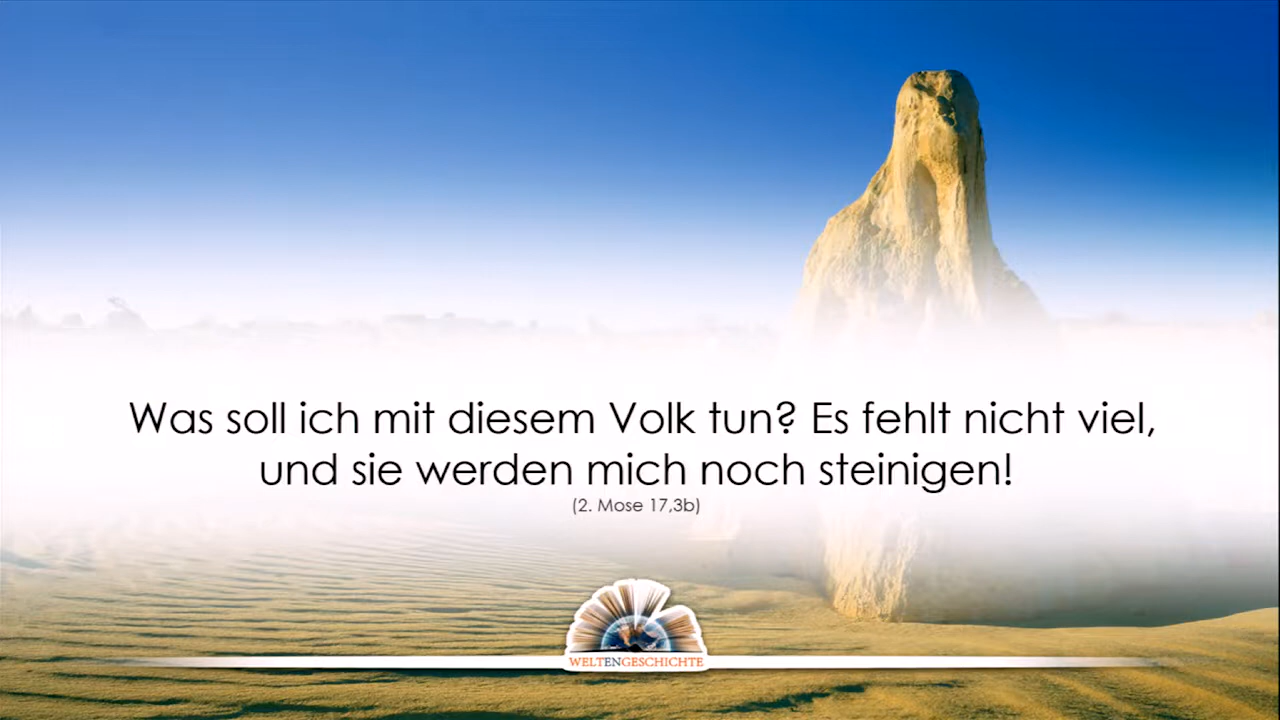 Was soll ich mit diesem Volk tun? Es fehlt nicht viel,
und sie werden mich noch steinigen!
(2. Mose 17,3b)
WELTENGESCHICHTE